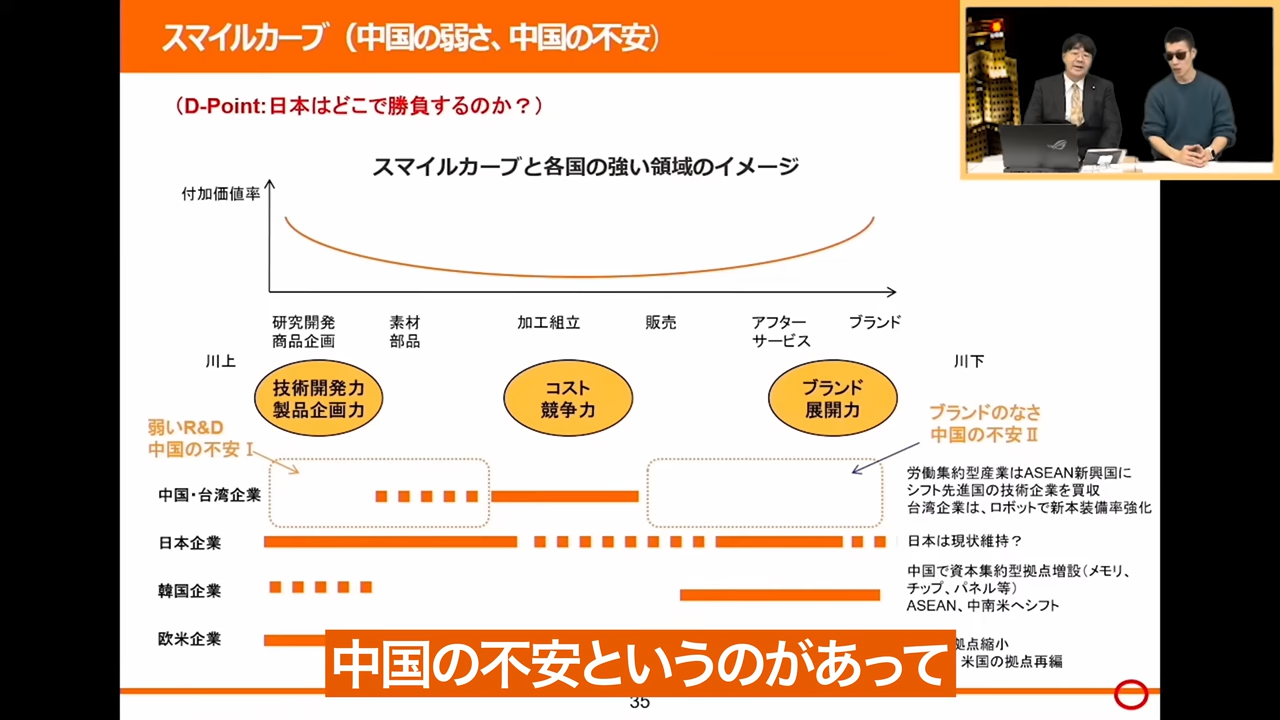 スマイルカーブ（中国の弱さ、中国の不安）
（D-Point:日本はどこで勝負するのか？）
スマイルカーブと各国の強い領域のイメージ
付加価値率
研究開発
商品企画
素材
部品
加工組立
販売
アフター
サービス
ブランド
川上
川下
技術開発力
製品企画力
コスト
競争力
ブランド
展開力
弱いR&D
中国の不安Ⅰ
ブランドのなさ
中国の不安Ⅱ
中国・台湾企業
労働集約型産業はASEAN新興国に
シフト先進国の技術企業を買収
台湾企業は、ロボットで新本装備率強化
日本企業
日本は現状維持？
韓国企業
中国で資本集約型拠点増設（メモリ、
チップ、パネル等）
ASEAN、中南米へシフト
欧米企業
拠点縮小
米国の拠点再編
中国の不安というのがあって
35